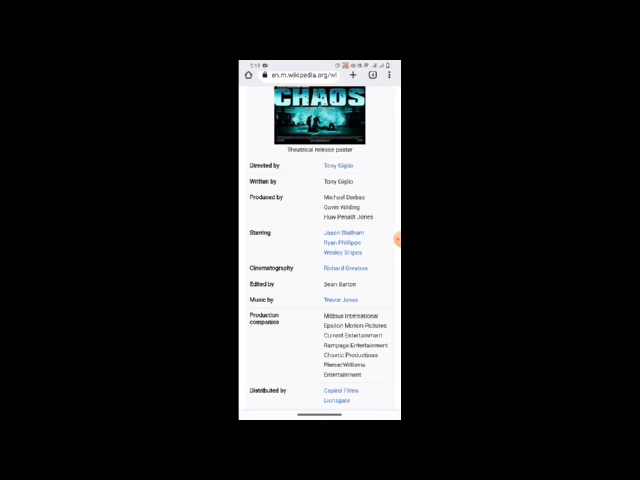 en.m.wikipedia.org/wi
CHAOS
Theatrical release poster
Directed by Tony Giglio
Written by Tony Giglio
Produced by Michael Derbas
Gavin Wilding
Huw Penallt Jones
Starring Jason Statham
Ryan Phillippe
Wesley Snipes
Cinematography Richard Greatrex
Edited by Sean Barton
Music by Trevor Jones
Production companies Mobius International
Epsilon Motion Pictures
Current Entertainment
Rampage Entertainment
Chaotic Productions
Pierce/Williams
Entertainment
Distributed by Capitol Films
Lionsgate